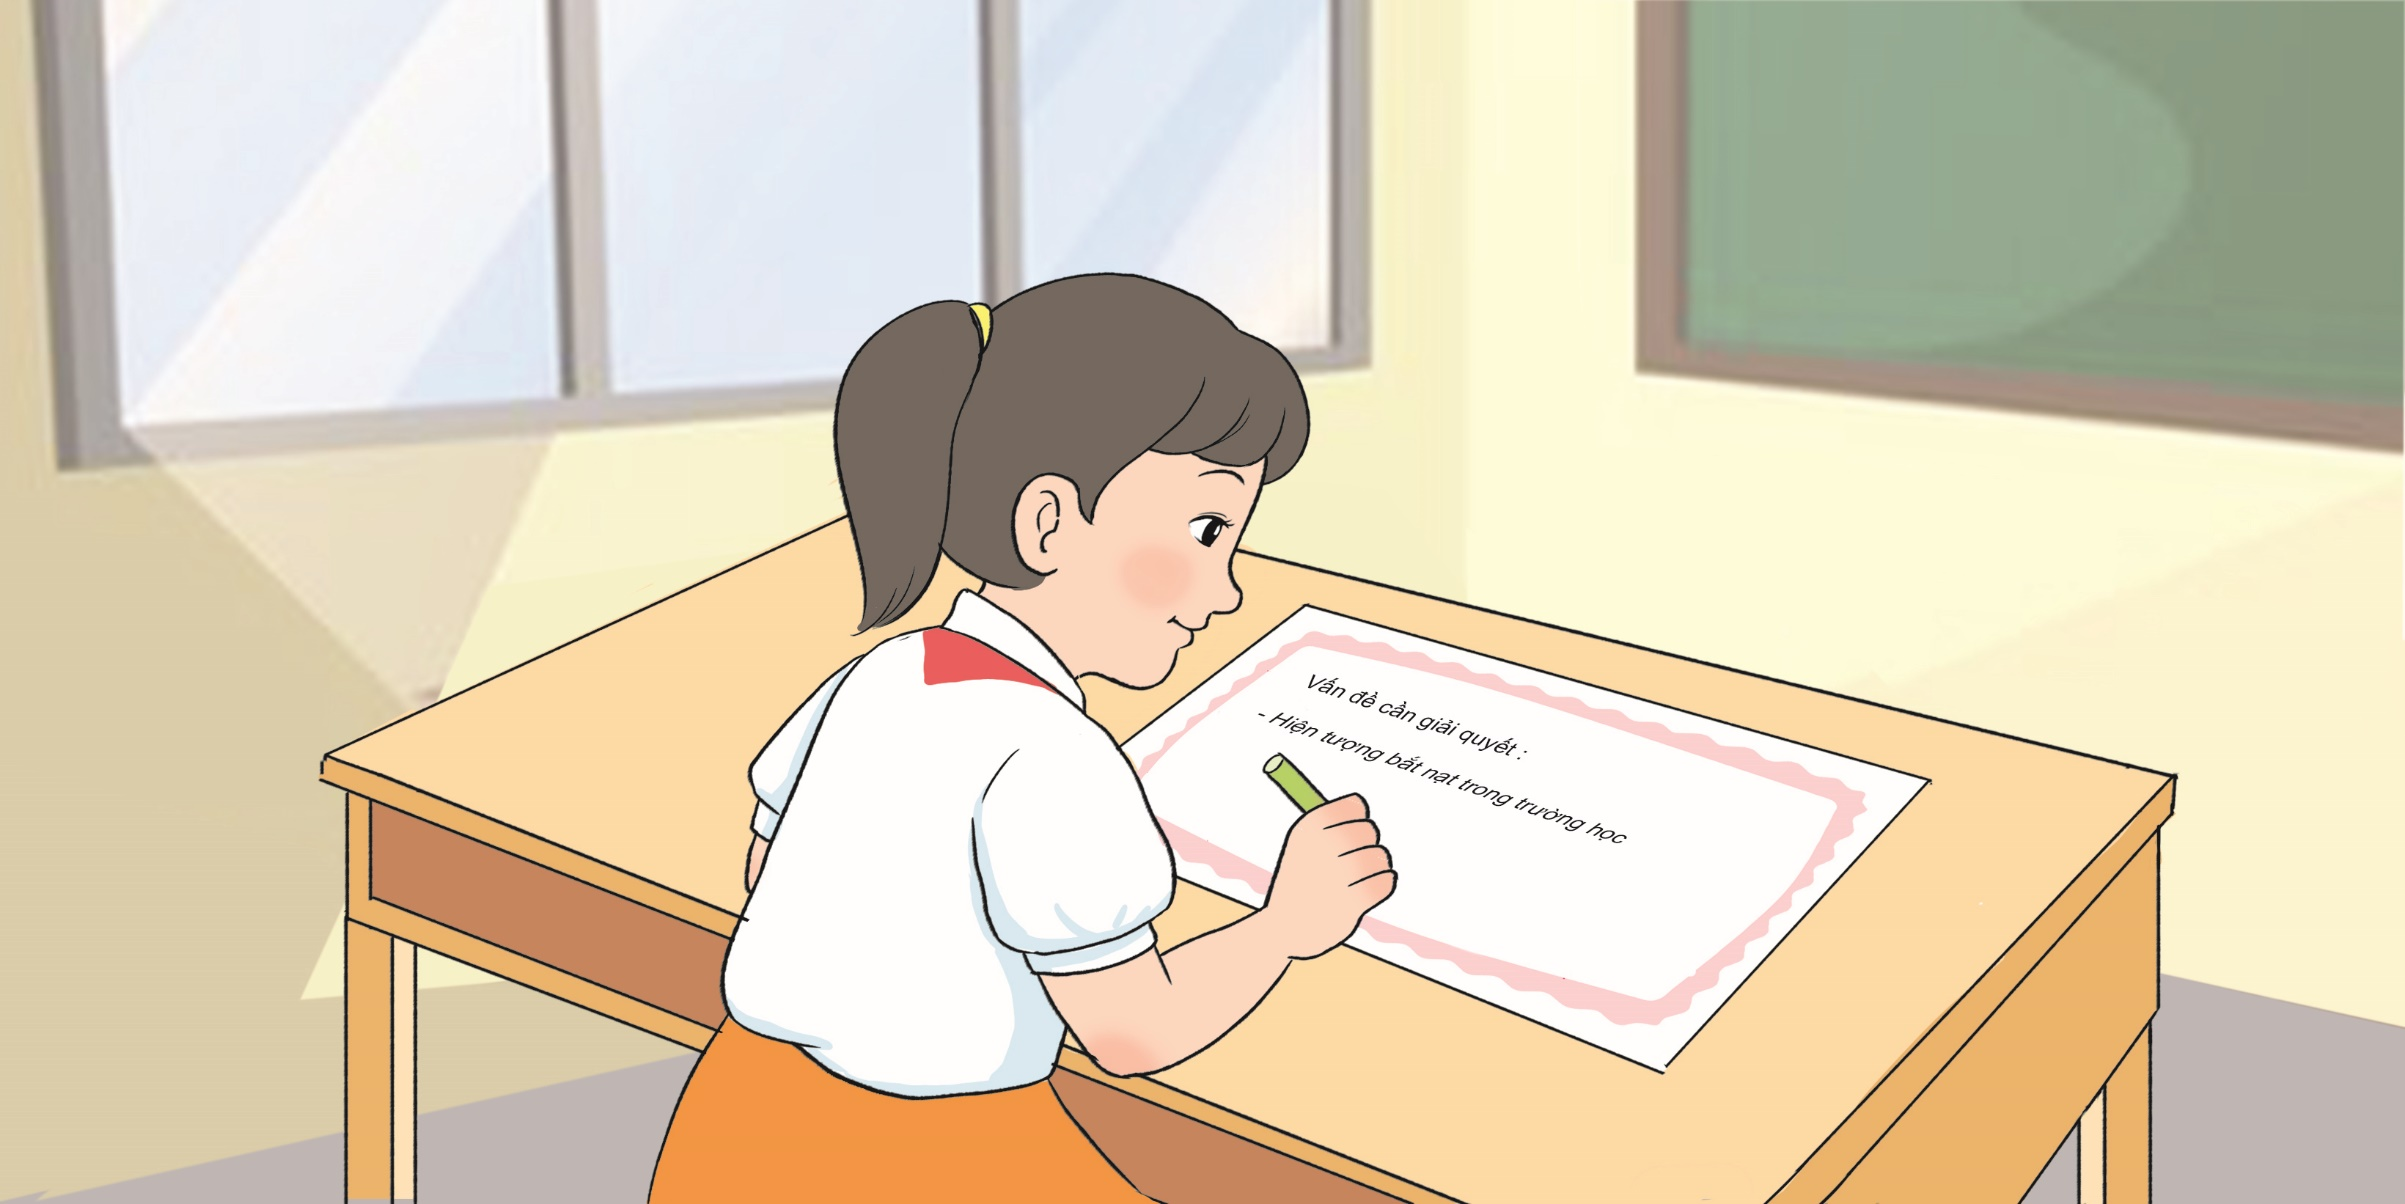 Vấn đề cần giải quyết :
- Hiện tượng bắt nạt trong trường học